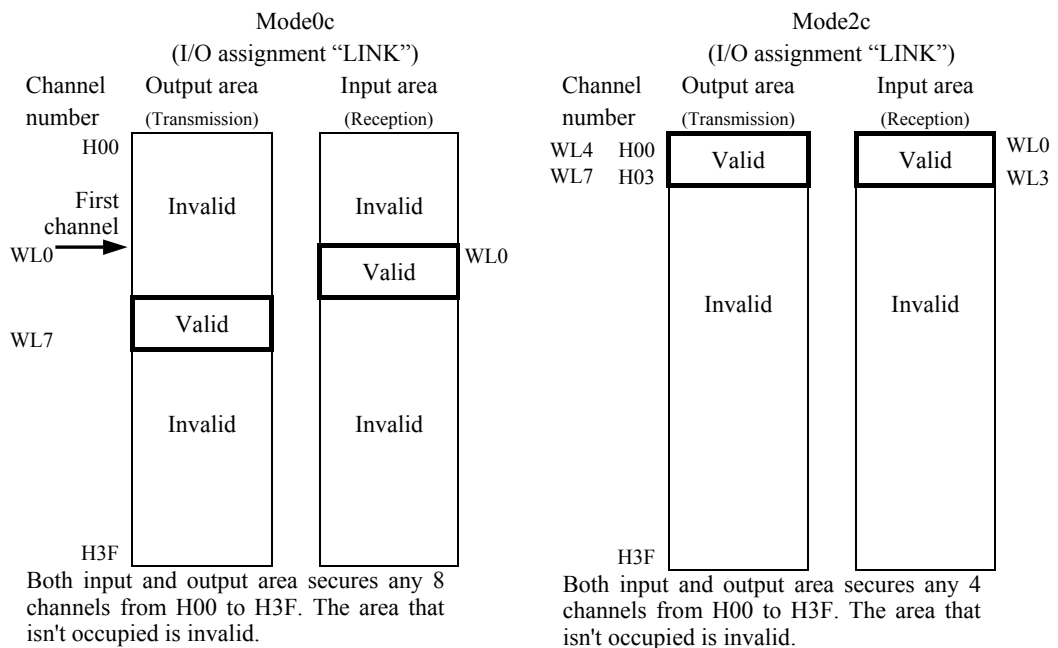 Mode0c
(I/O assignment “LINK”)
Channel number
Output area
(Transmission)
Input area
(Reception)
H00
First channel
WL0
WL7
Invalid
Valid
Invalid
Invalid
Valid
WL0
Invalid
H3F
Both input and output area secures any 8
channels from H00 to H3F. The area that
isn't occupied is invalid.
Mode2c
(I/O assignment “LINK”)
Channel number
Output area
(Transmission)
Input area
(Reception)
WL4 H00
WL7 H03
Valid
Valid
WL0
WL3
Invalid
Invalid
H3F
Both input and output area secures any 4
channels from H00 to H3F. The area that
isn't occupied is invalid.